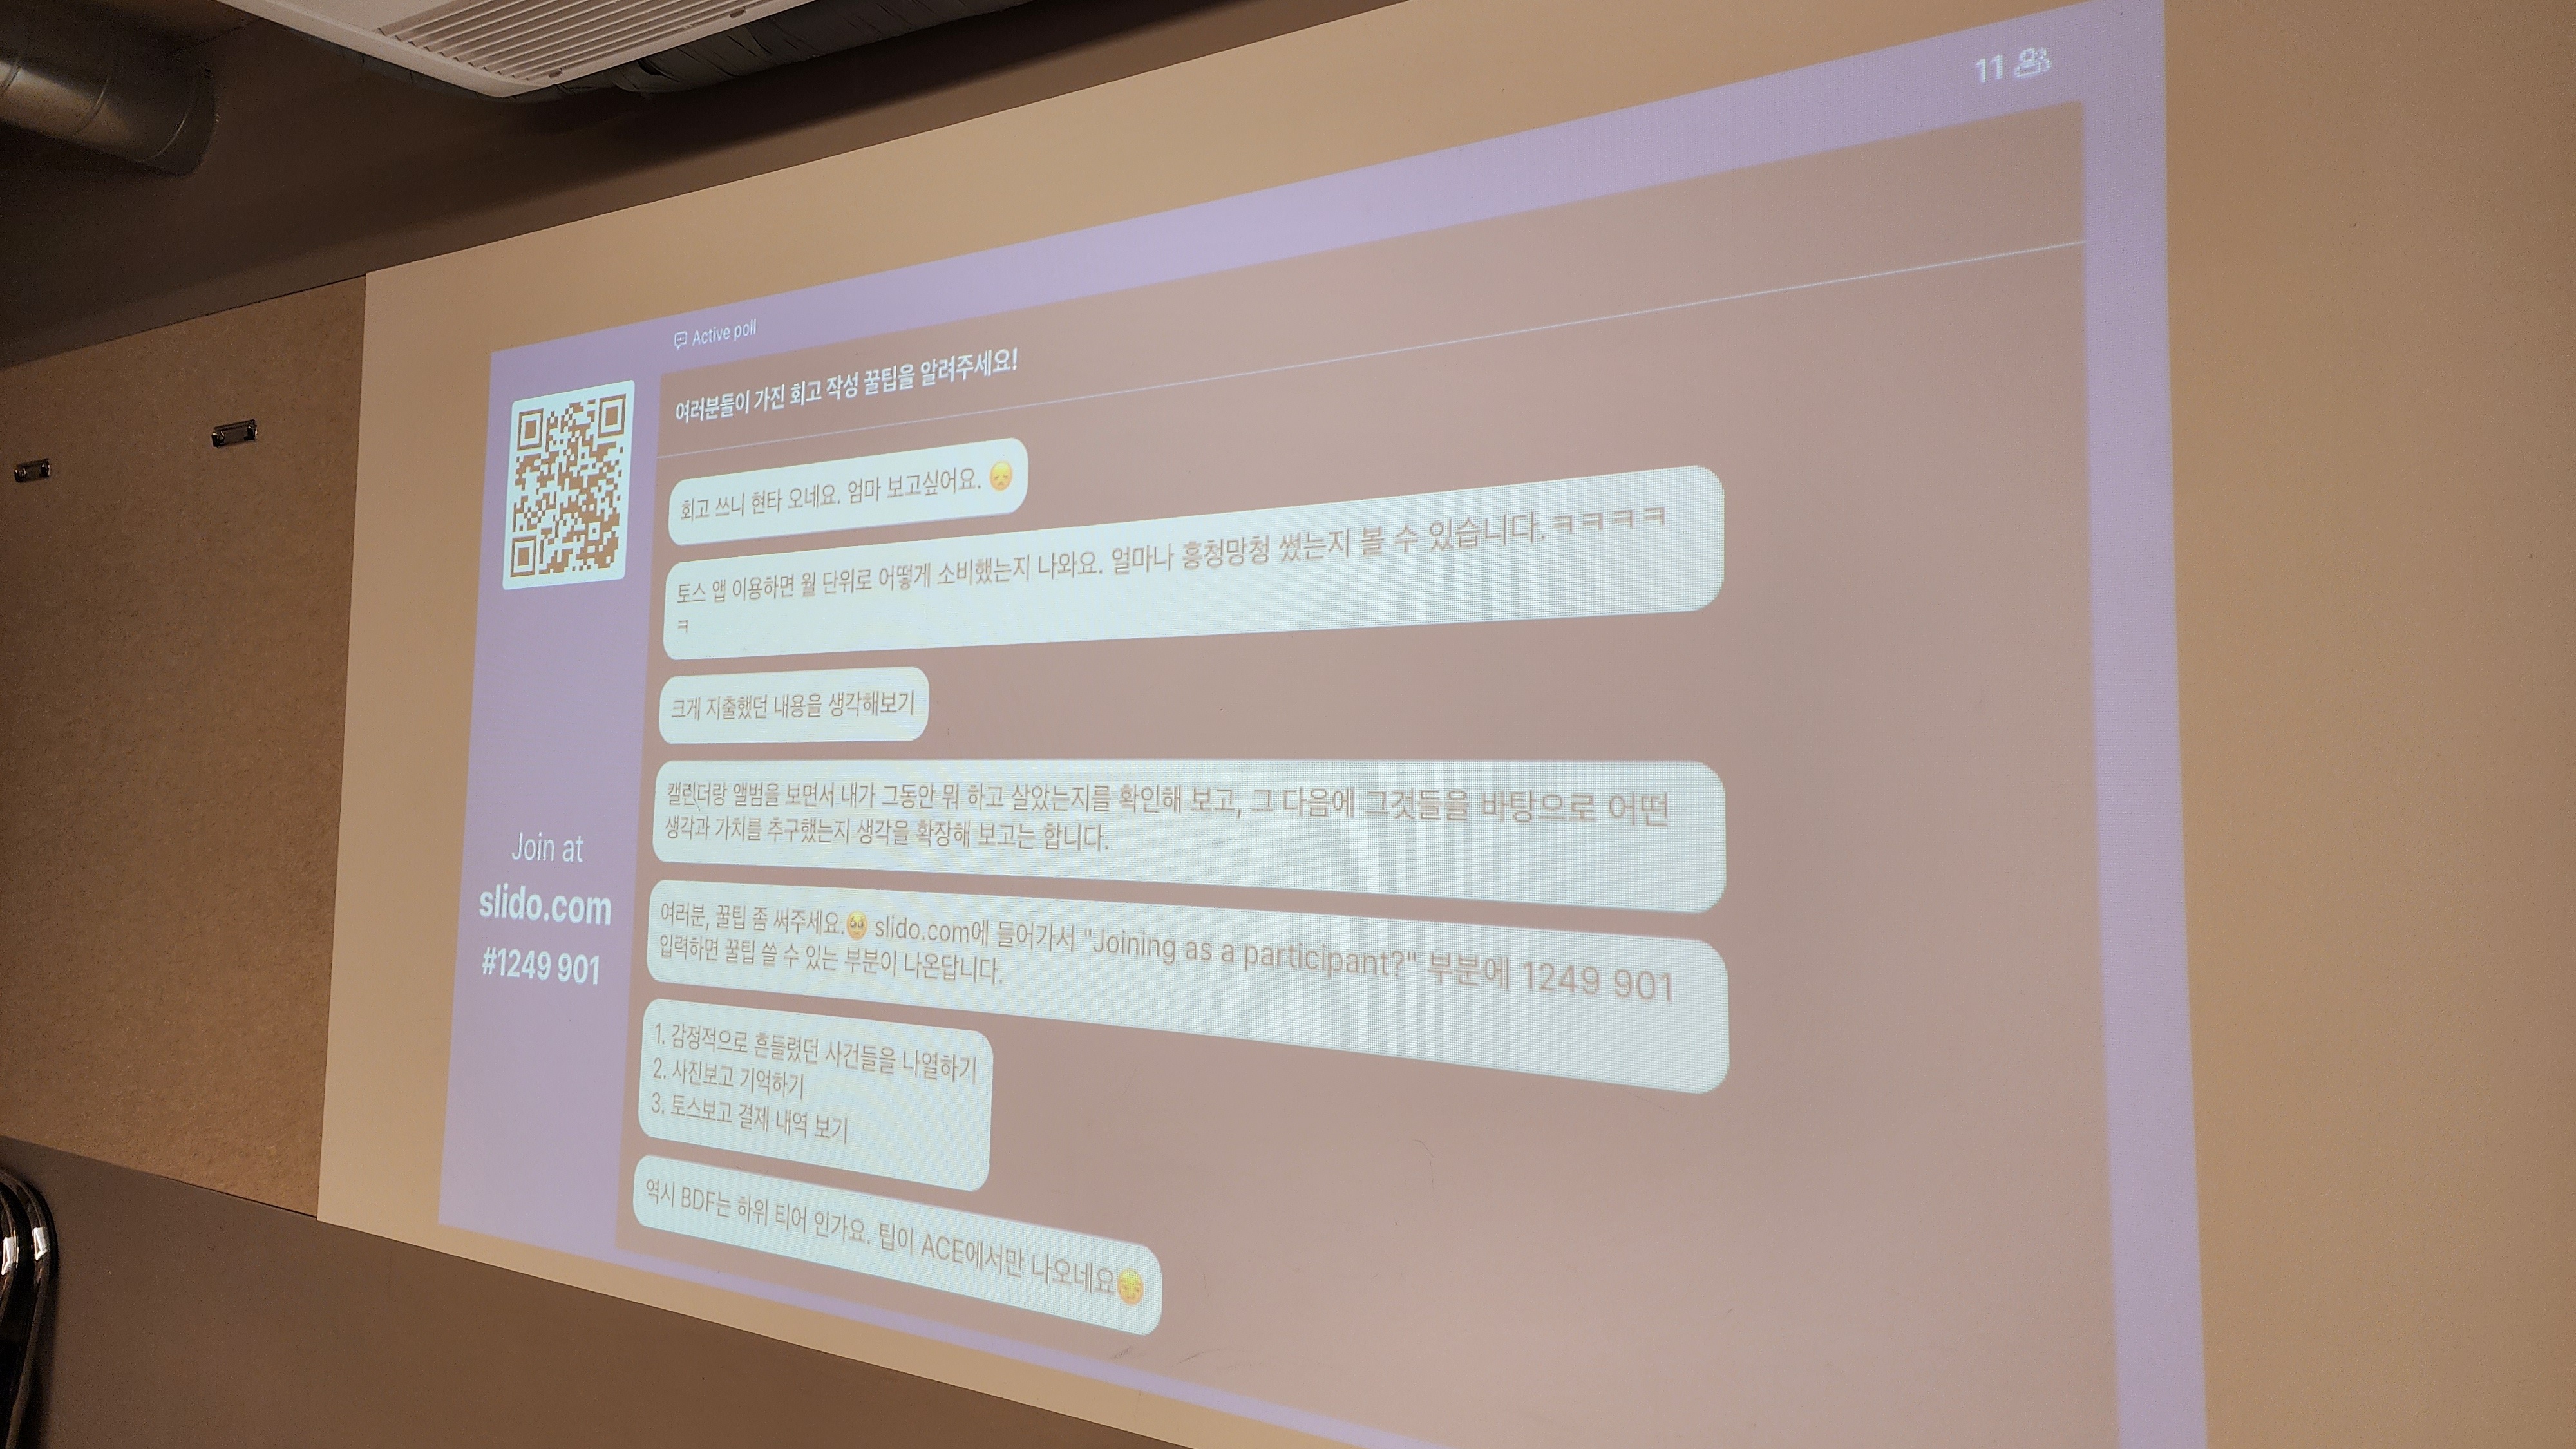 11
Active poll
여러분들이 가진 회고 작성 꿀팁을 알려주세요!
회고 쓰니 현타 오네요. 엄마 보고싶어요. 😞
토스 앱 이용하면 월 단위로 어떻게 소비했는지 나와요. 얼마나 흥청망청 썼는지 볼 수 있습니다.ㅋㅋㅋㅋ
ㅋ
크게 지출했던 내용을 생각해보기
캘린더랑 앨범을 보면서 내가 그동안 뭐 하고 살았는지를 확인해 보고, 그 다음에 그것들을 바탕으로 어떤
생각과 가치를 추구했는지 생각을 확장해 보고는 합니다.
여러분, 꿀팁 좀 써주세요.🥺 slido.com에 들어가서 "Joining as a participant?" 부분에 1249 901
입력하면 꿀팁 쓸 수 있는 부분이 나온답니다.
1. 감정적으로 흔들렸던 사건들을 나열하기
2. 사진보고 기억하기
3. 토스보고 결제 내역 보기
역시 BDF는 하위 티어 인가요. 팁이 ACE에서만 나오네요😏
Join at
slido.com
#1249 901